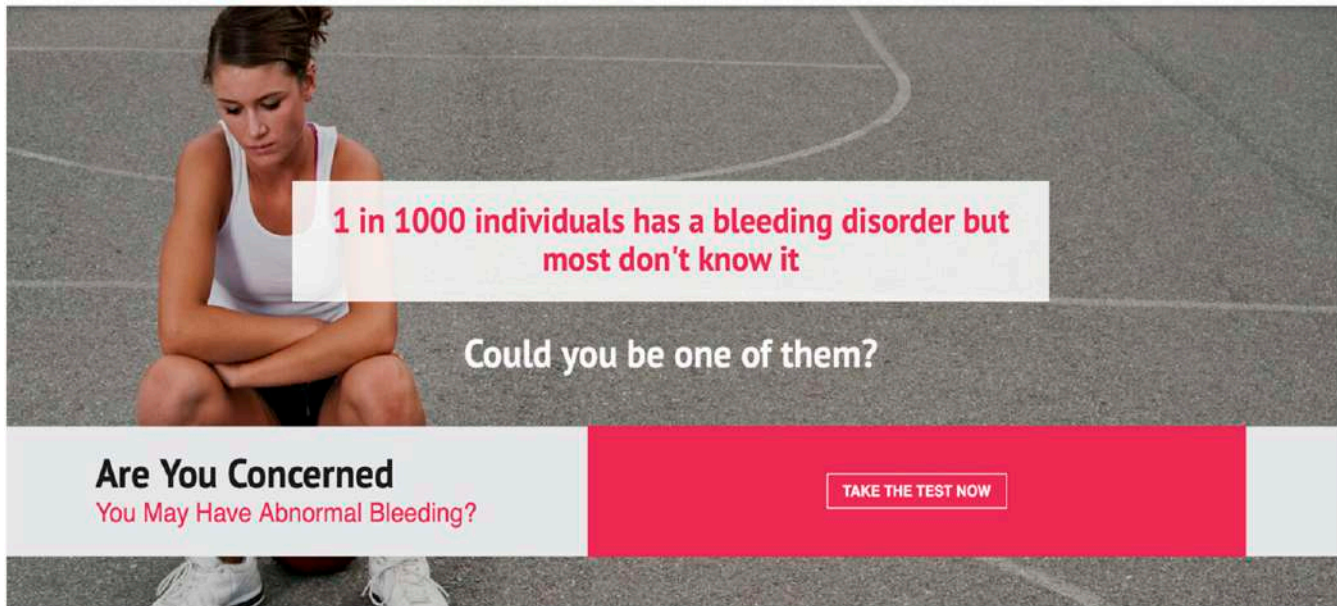 1 in 1000 individuals has a bleeding disorder but
most don't know it
Could you be one of them?
Are You Concerned
You May Have Abnormal Bleeding?
TAKE THE TEST NOW